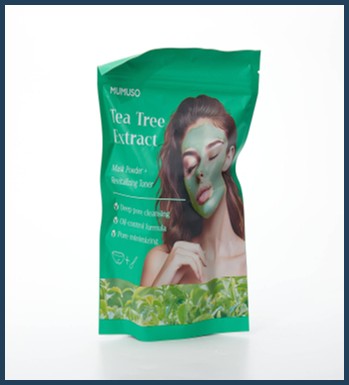 MUMUSO
Tea Tree
Extract
Mask Powder +
Revitalizing Toner
Deep pore cleansing
Oil-control formula
Pore minimizing